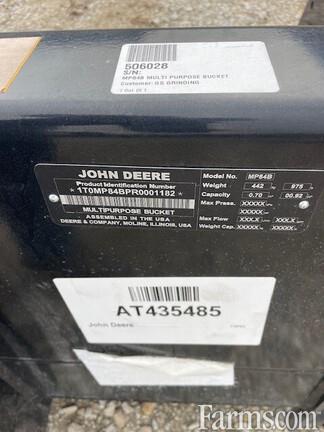 506028
S/N:
MP84B MULTI PURPOSE BUCKET
Customer: GS GRINDING
1 Out Of 1
JOHN DEERE
Product Identification Number
* 1T0MP84BPR0001182 *
MULTIPURPOSE BUCKET
ASSEMBLED IN THE USA
DEERE & COMPANY, MOLINE, ILLINOIS, USA
Model No. MP84B
Weight 442 975
Capacity 0.70 00.92
Max Press. XXXXX
XXXXX
Max Flow XXX.X XXX.X
Weight Cap. XXXXX XXXXX
AT435485
John Deere
Farms.com